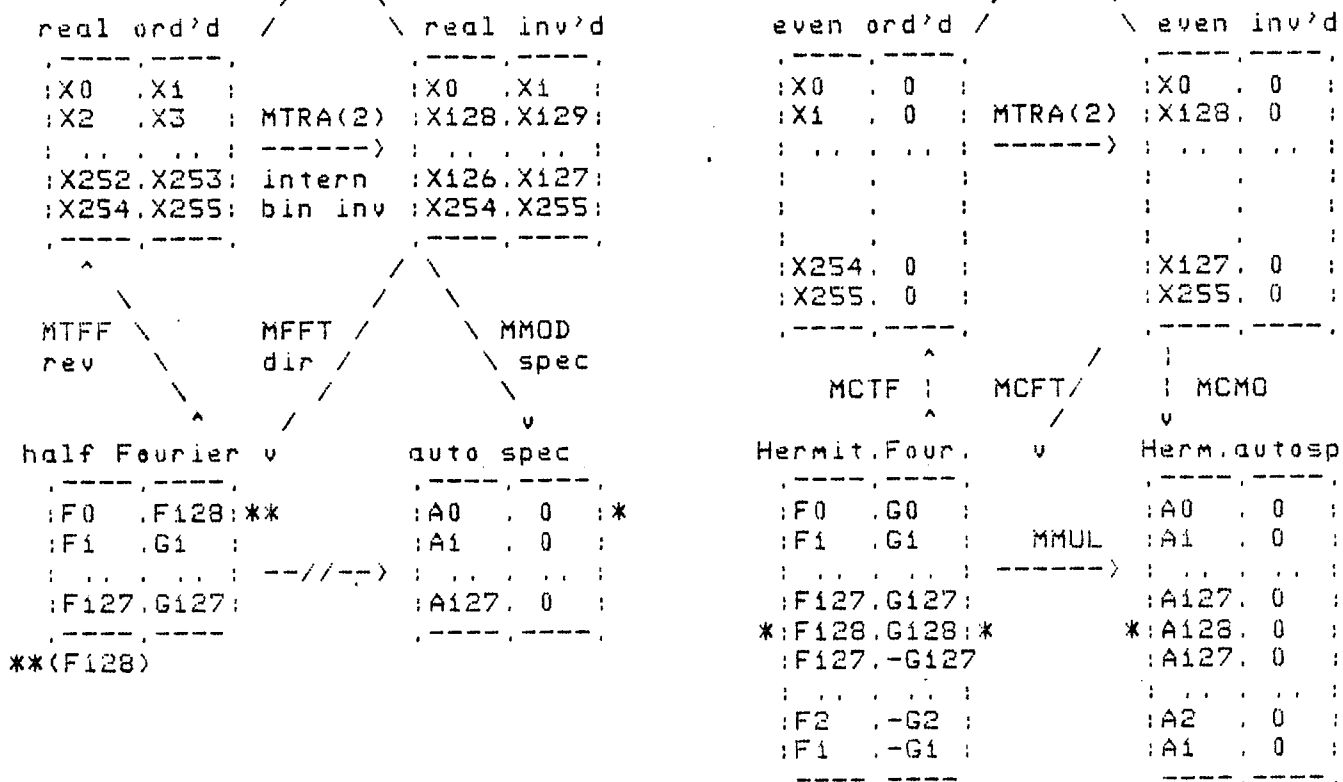 real ord'd / \ real inv'd even ord'd / \ even inv'd
,----,----, ,----,----, ,----,----, ,----,----,
:X0 .X1 : :X0 .X1 : :X0 . 0 : :X0 . 0 :
:X2 .X3 : MTRA(2) :X128.X129: :X1 . 0 : MTRA(2) :X128. 0 :
: .. . .. : ------> : .. . .. : : .. . .. : ------> : .. . .. :
:X252.X253: intern :X126.X127: : . : : . :
:X254.X255: bin inv :X254.X255: : . : : . :
,----,----, ,----,----, : . : : . :
^ / \ :X254. 0 : :X127. 0 :
\ / \ :X255. 0 : :X255. 0 :
MTFF \ MFFT / \ MMOD ,----,----, ,----,----,
rev \ dir / \ spec ^ / |
\ / \ MCTF | MCFT/ | MCMO
^ / v ^ / v
half Fourier v auto spec Hermit.Four. v Herm.autosp
,----,----, ,----,----, ,----,----, ,----,----,
:F0 .F128:** :A0 . 0 :* :F0 .G0 : :A0 . 0 :
:F1 .G1 : :A1 . 0 : :F1 .G1 : MMUL :A1 . 0 :
: .. . .. : --//--> : .. . .. : : .. . .. : ------> : .. . .. :
:F127.G127: :A127. 0 : :F127.G127: :A127. 0 :
,----,---- ,----,----, *:F128.G128:* *:A128. 0 :
**(F128) :F127.-G127 :A127. 0 :
: .. . .. : : .. . .. :
:F2 .-G2 : :A2 . 0 :
:F1 .-G1 : :A1 . 0 :
---- ---- ---- ----